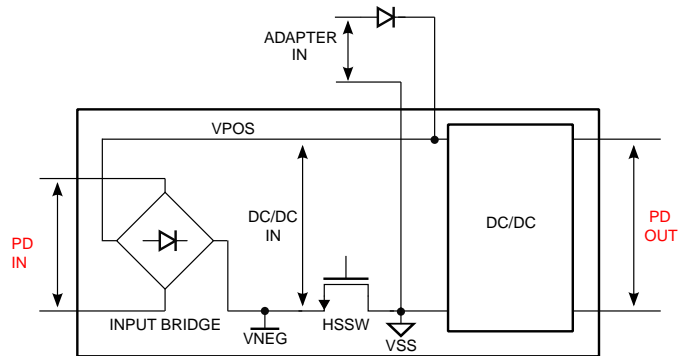 ADAPTER
IN
VPOS
PD
IN
DC/DC
IN
DC/DC
PD
OUT
INPUT BRIDGE
VNEG
HSSW
VSS